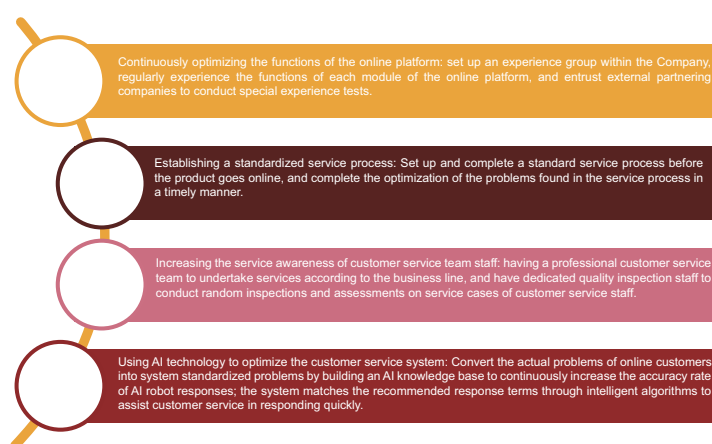 Continuously optimizing the functions of the online platform: set up an experience group within the Company,
regularly experience the functions of each module of the online platform, and entrust external partnering
companies to conduct special experience tests.
Establishing a standardized service process: Set up and complete a standard service process before
the product goes online, and complete the optimization of the problems found in the service process in
a timely manner.
Increasing the service awareness of customer service team staff: having a professional customer service
team to undertake services according to the business line, and have dedicated quality inspection staff to
conduct random inspections and assessments on service cases of customer service staff.
Using AI technology to optimize the customer service system: Convert the actual problems of online customers
into system standardized problems by building an AI knowledge base to continuously increase the accuracy rate
of AI robot responses; the system matches the recommended response terms through intelligent algorithms to
assist customer service in responding quickly.